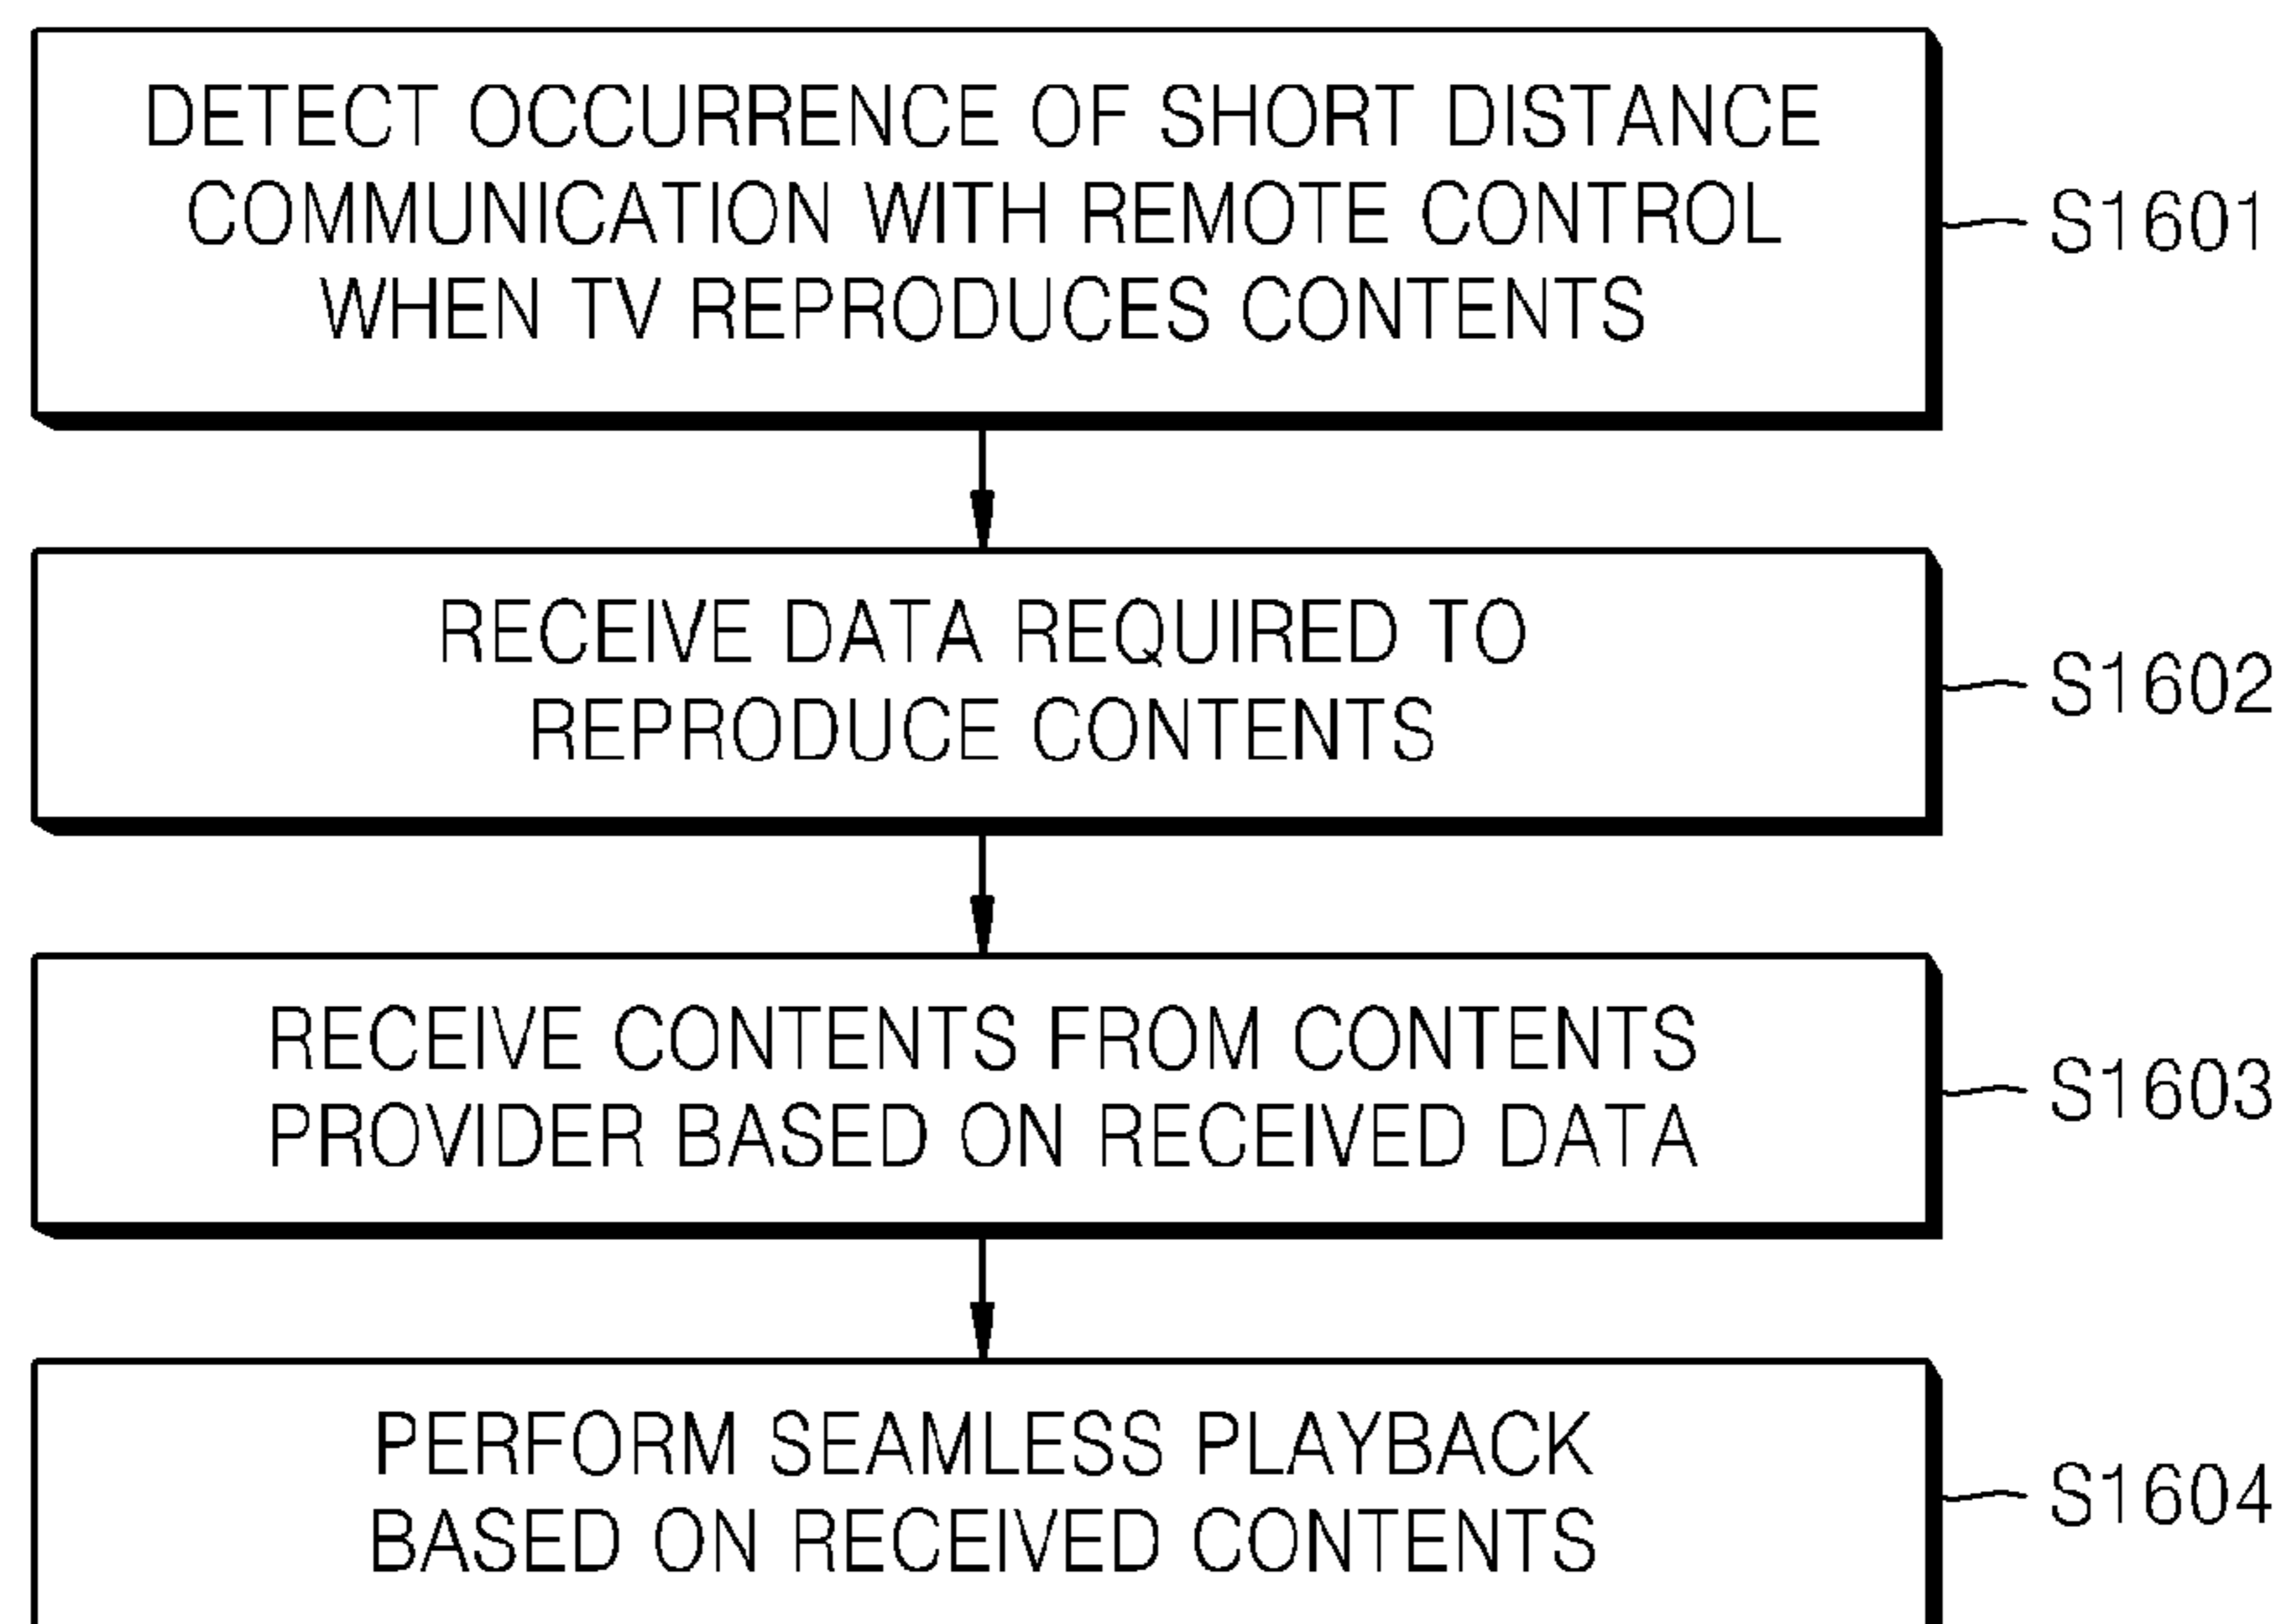 DETECT OCCURRENCE OF SHORT DISTANCE
COMMUNICATION WITH REMOTE CONTROL
WHEN TV REPRODUCES CONTENTS
S1601
RECEIVE DATA REQUIRED TO
REPRODUCE CONTENTS
S1602
RECEIVE CONTENTS FROM CONTENTS
PROVIDER BASED ON RECEIVED DATA
S1603
PERFORM SEAMLESS PLAYBACK
BASED ON RECEIVED CONTENTS
S1604